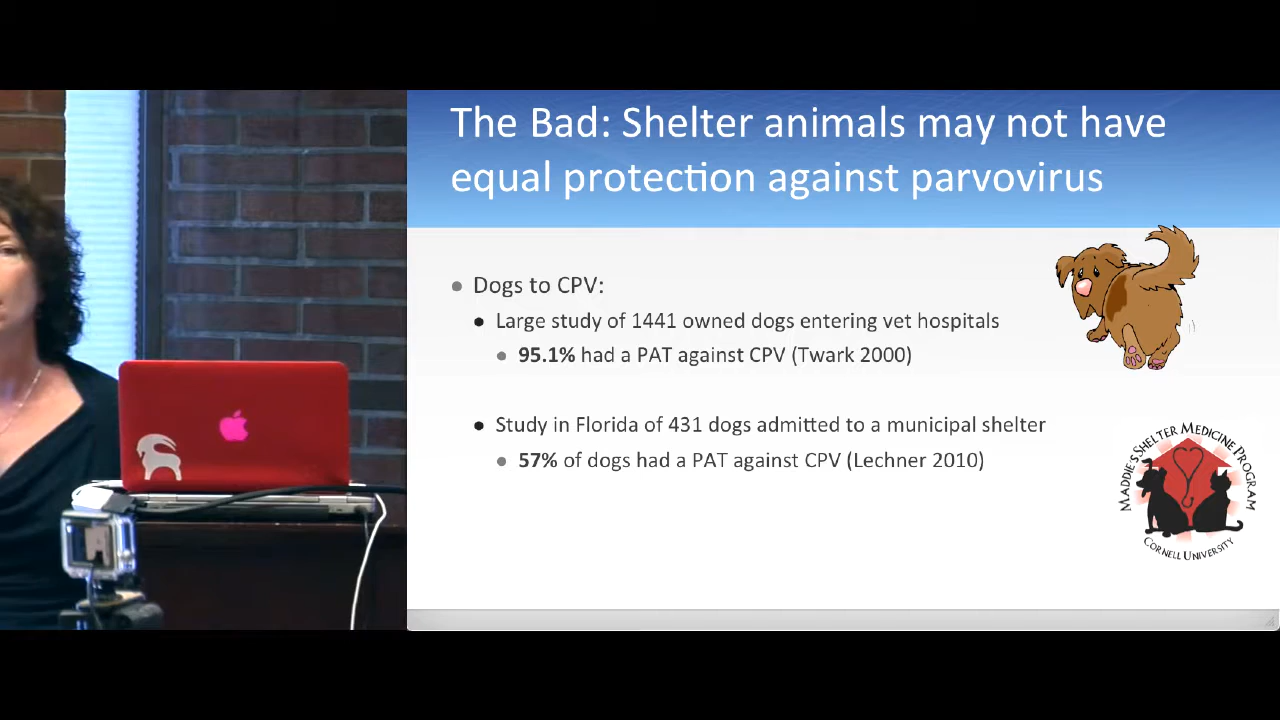 The Bad: Shelter animals may not have
equal protection against parvovirus
Dogs to CPV:
Large study of 1441 owned dogs entering vet hospitals
95.1% had a PAT against CPV (Twark 2000)
Study in Florida of 431 dogs admitted to a municipal shelter
57% of dogs had a PAT against CPV (Lechner 2010)
MADDIE'S SHELTER MEDICINE PROGRAM
CORNELL UNIVERSITY